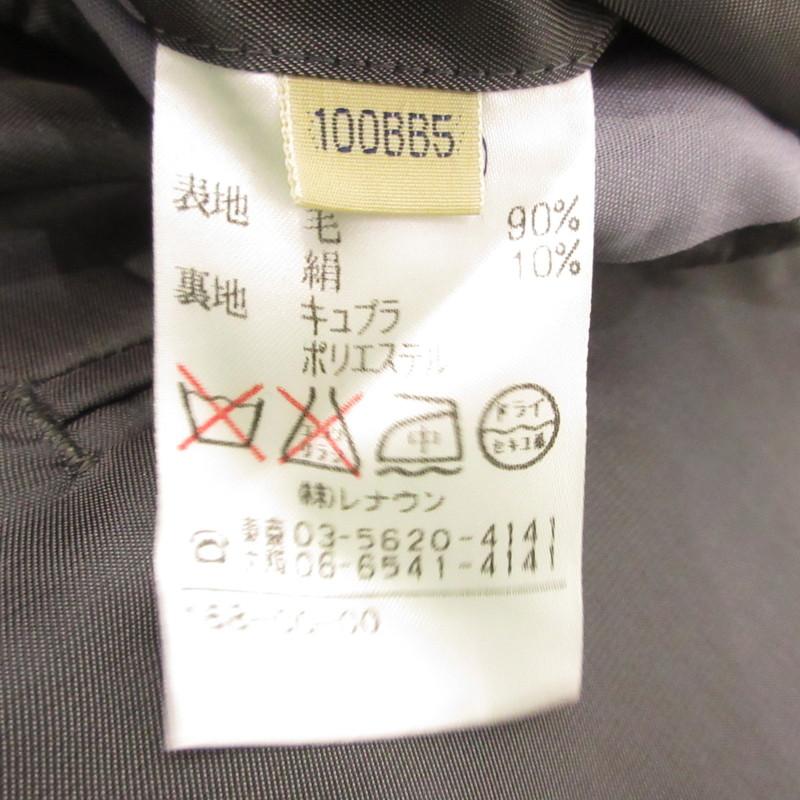 100BB5
表地 毛 90%
絹 10%
裏地 キュプラ
ポリエステル
中
ドライ
セキユ系
㈱レナウン
東京 03-5620-4141
大阪 06-6541-4141